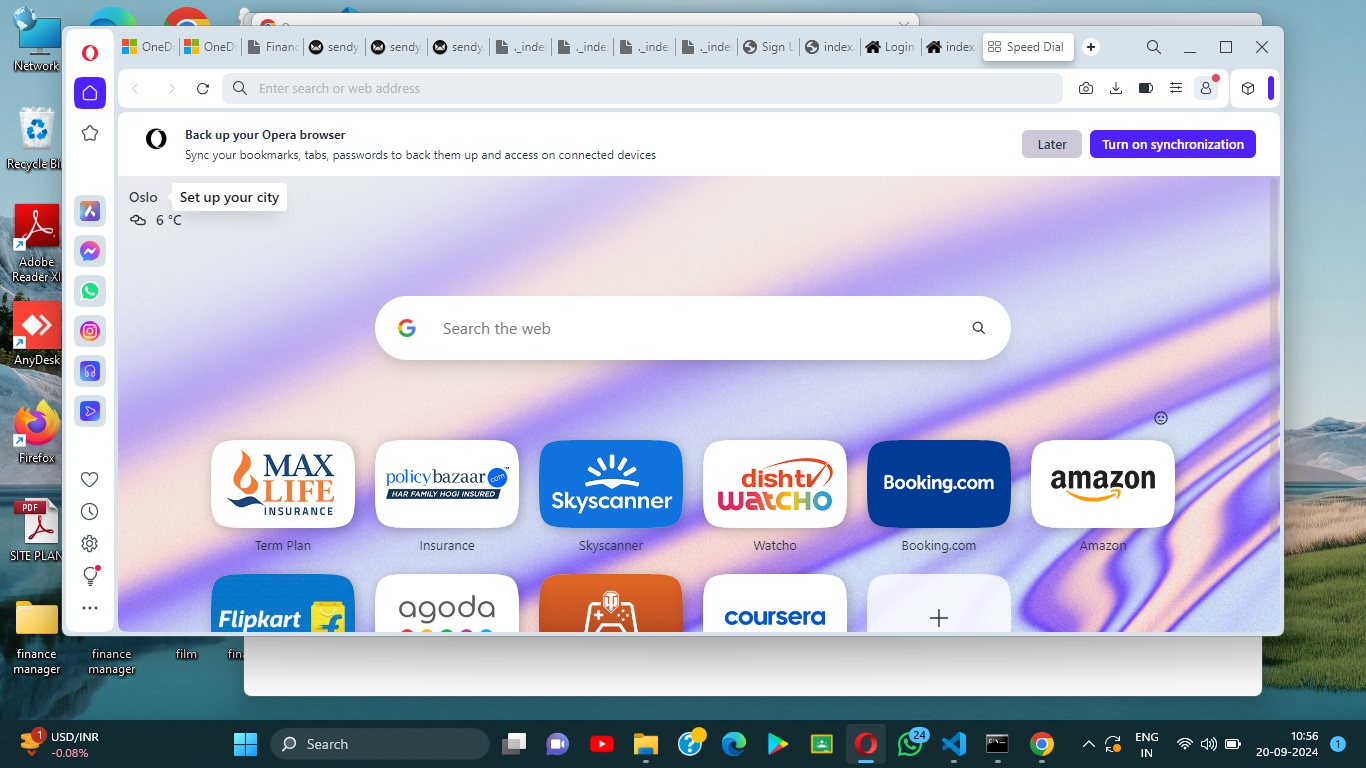 Network
Recycle Bin
Adobe
Reader XI
AnyDesk
Firefox
PDF
SITE PLAN
finance
manager
finance
manager
film
OneD
OneD
Financ
sendy
sendy
sendy
._inde
._inde
._inde
._inde
Sign U
index.
Login
index.
Speed Dial
Enter search or web address
Back up your Opera browser
Sync your bookmarks, tabs, passwords to back them up and access on connected devices
Later
Turn on synchronization
Oslo
Set up your city
6 °C
Search the web
MAX
LIFE
INSURANCE
policybazaar.com
HAR FAMILY HOGI INSURED
Skyscanner
dishtv
WATCHO
Booking.com
amazon
Term Plan
Insurance
Skyscanner
Watcho
Booking.com
Amazon
Flipkart
agoda
coursera
1
USD/INR
-0.08%
Search
24
ENG
IN
10:56
20-09-2024
1